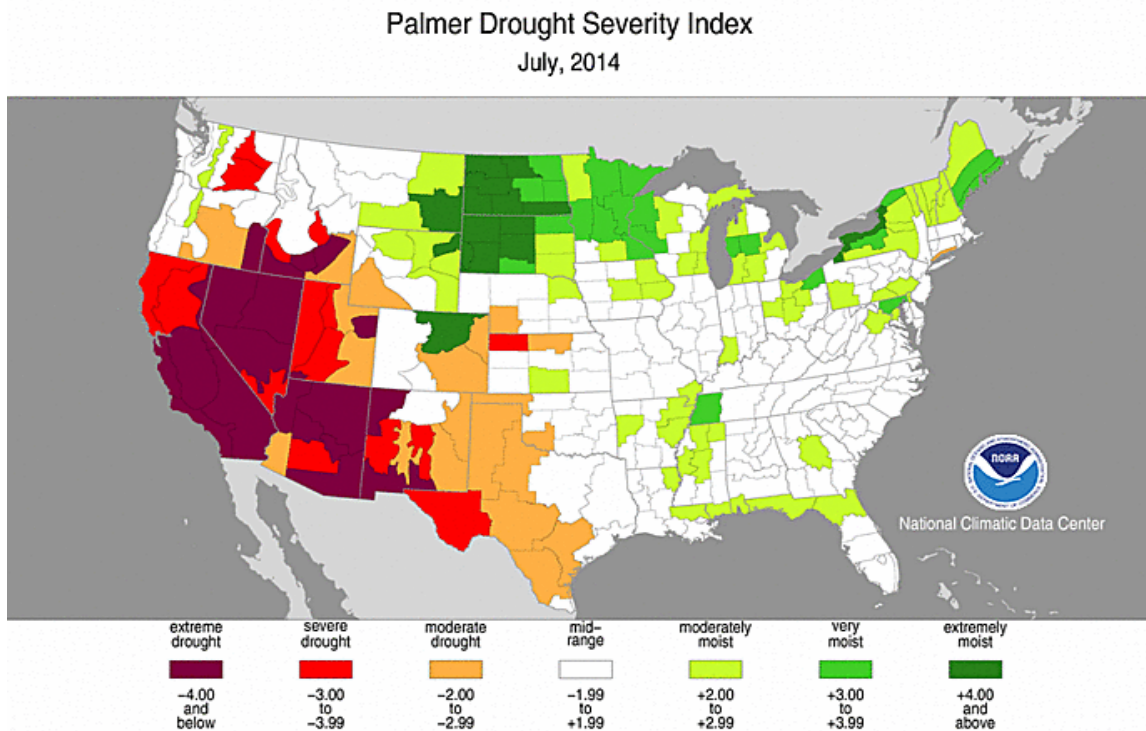 Palmer Drought Severity Index
July, 2014
NOAA
National Climatic Data Center
extreme drought
severe drought
moderate drought
mid-range
moderately moist
very moist
extremely moist
−4.00 and below
−3.00 to −3.99
−2.00 to −2.99
−1.99 to +1.99
+2.00 to +2.99
+3.00 to +3.99
+4.00 and above